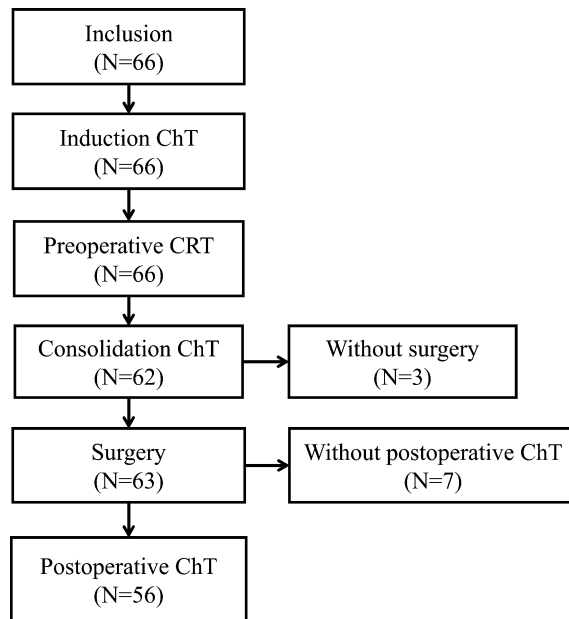 Inclusion
(N=66)
Induction ChT
(N=66)
Preoperative CRT
(N=66)
Consolidation ChT
(N=62)
Without surgery
(N=3)
Surgery
(N=63)
Without postoperative ChT
(N=7)
Postoperative ChT
(N=56)